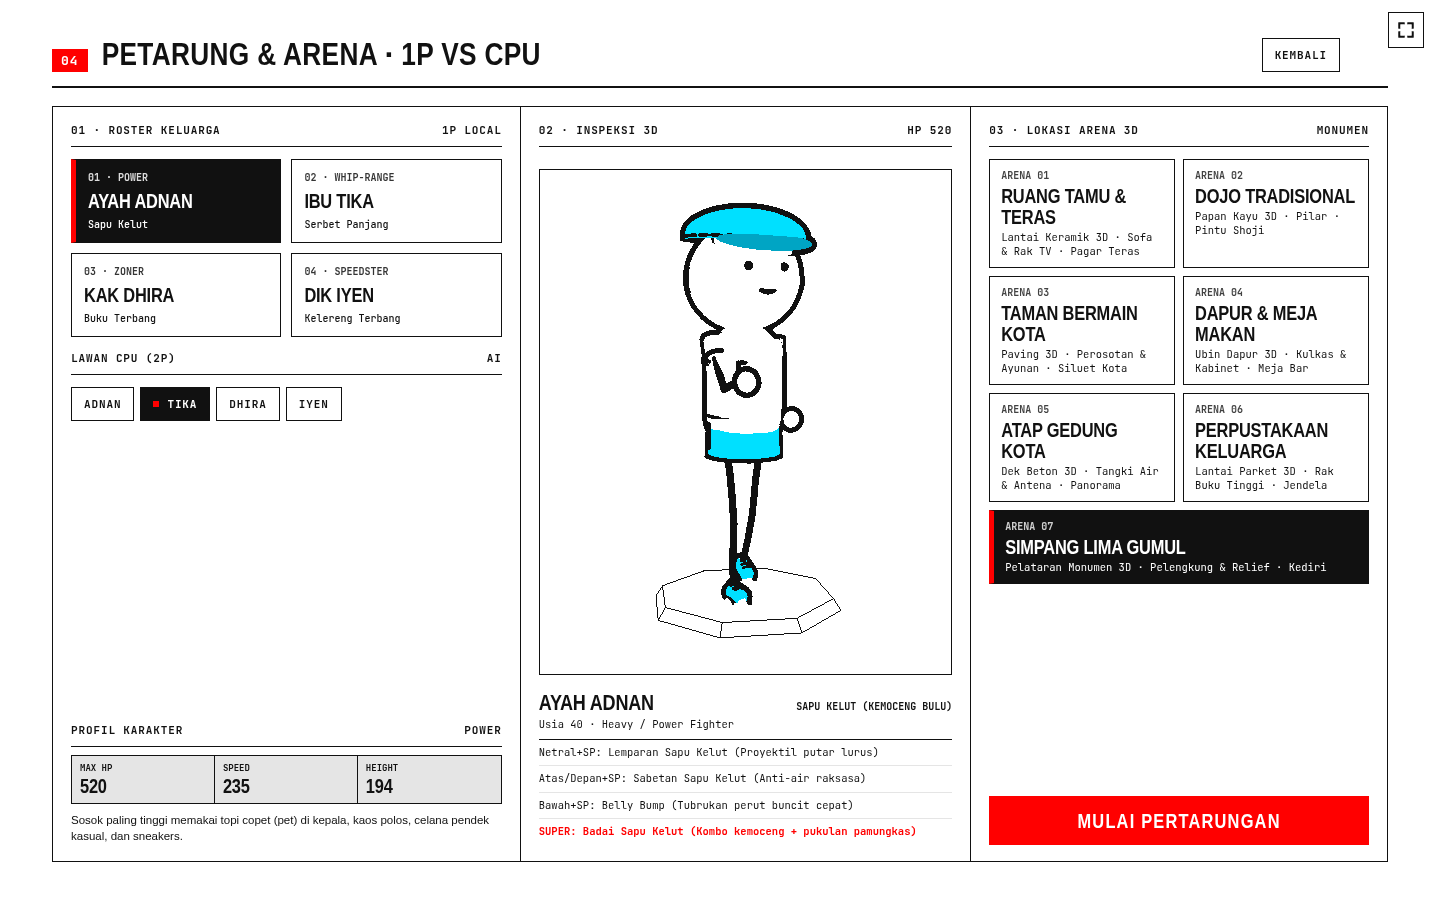 04 PETARUNG & ARENA · 1P VS CPU
KEMBALI
01 · ROSTER KELUARGA
1P LOCAL
01 · POWER
AYAH ADNAN
Sapu Kelut
02 · WHIP-RANGE
IBU TIKA
Serbet Panjang
03 · ZONER
KAK DHIRA
Buku Terbang
04 · SPEEDSTER
DIK IYEN
Kelereng Terbang
LAWAN CPU (2P)
AI
ADNAN
TIKA
DHIRA
IYEN
PROFIL KARAKTER
POWER
MAX HP
520
SPEED
235
HEIGHT
194
Sosok paling tinggi memakai topi copet (pet) di kepala, kaos polos, celana pendek
kasual, dan sneakers.
02 · INSPEKSI 3D
HP 520
AYAH ADNAN
SAPU KELUT (KEMOCENG BULU)
Usia 40 · Heavy / Power Fighter
Netral+SP: Lemparan Sapu Kelut (Proyektil putar lurus)
Atas/Depan+SP: Sabetan Sapu Kelut (Anti-air raksasa)
Bawah+SP: Belly Bump (Tubrukan perut buncit cepat)
SUPER: Badai Sapu Kelut (Kombo kemoceng + pukulan pamungkas)
03 · LOKASI ARENA 3D
MONUMEN
ARENA 01
RUANG TAMU &
TERAS
Lantai Keramik 3D · Sofa
& Rak TV · Pagar Teras
ARENA 02
DOJO TRADISIONAL
Papan Kayu 3D · Pilar ·
Pintu Shoji
ARENA 03
TAMAN BERMAIN
KOTA
Paving 3D · Perosotan &
Ayunan · Siluet Kota
ARENA 04
DAPUR & MEJA
MAKAN
Ubin Dapur 3D · Kulkas &
Kabinet · Meja Bar
ARENA 05
ATAP GEDUNG
KOTA
Dek Beton 3D · Tangki Air
& Antena · Panorama
ARENA 06
PERPUSTAKAAN
KELUARGA
Lantai Parket 3D · Rak
Buku Tinggi · Jendela
ARENA 07
SIMPANG LIMA GUMUL
Pelataran Monumen 3D · Pelengkung & Relief · Kediri
MULAI PERTARUNGAN